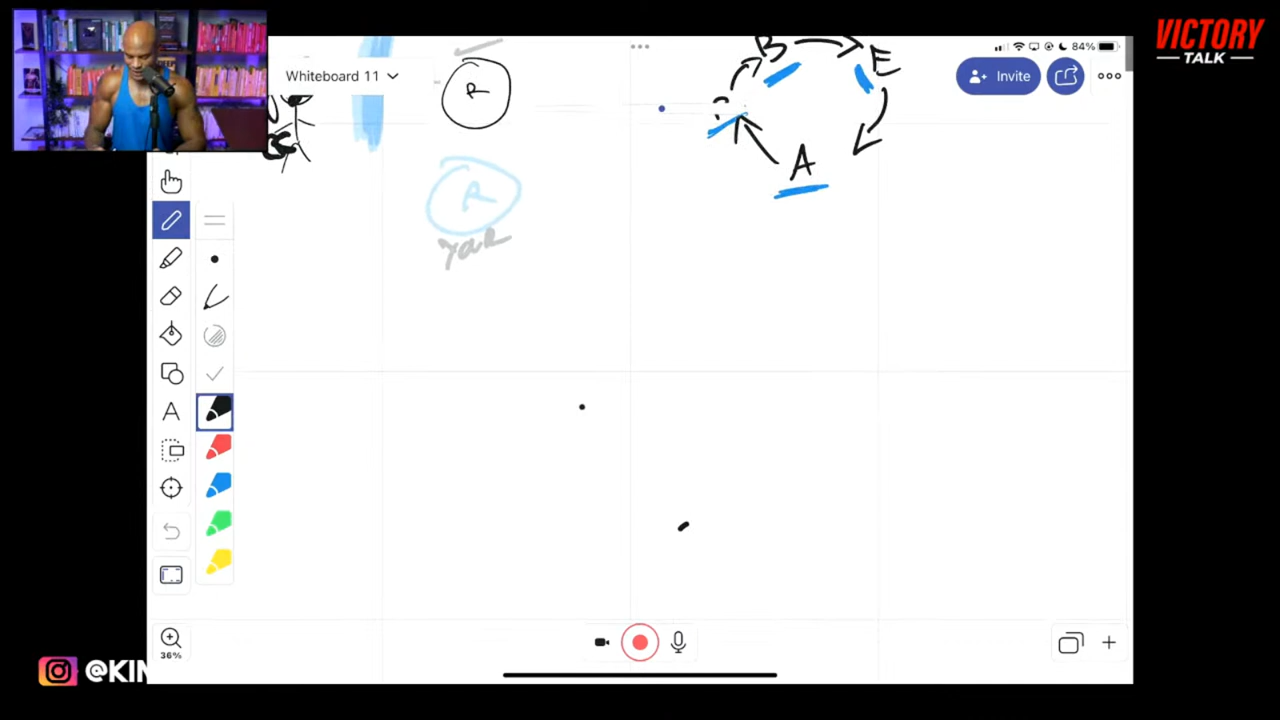 VICTORY
TALK
84%
Whiteboard 11
Invite
B
E
R
A
R
A
36%
@KIN